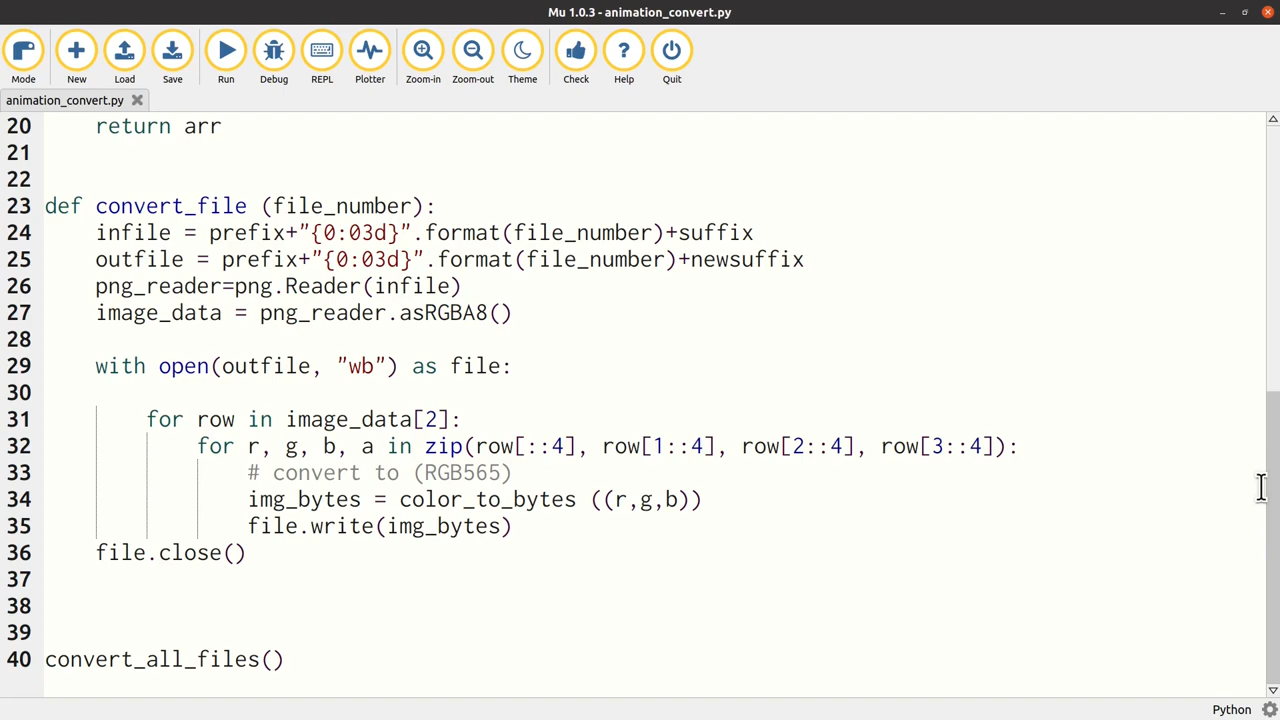 Mu 1.0.3 - animation_convert.py
Mode New Load Save Run Debug REPL Plotter Zoom-in Zoom-out Theme Check Help Quit
animation_convert.py
20     return arr
21
22
23 def convert_file (file_number):
24     infile = prefix+"{0:03d}".format(file_number)+suffix
25     outfile = prefix+"{0:03d}".format(file_number)+newsuffix
26     png_reader=png.Reader(infile)
27     image_data = png_reader.asRGBA8()
28
29     with open(outfile, "wb") as file:
30
31         for row in image_data[2]:
32             for r, g, b, a in zip(row[::4], row[1::4], row[2::4], row[3::4]):
33                 # convert to (RGB565)
34                 img_bytes = color_to_bytes ((r,g,b))
35                 file.write(img_bytes)
36     file.close()
37
38
39
40 convert_all_files()
Python